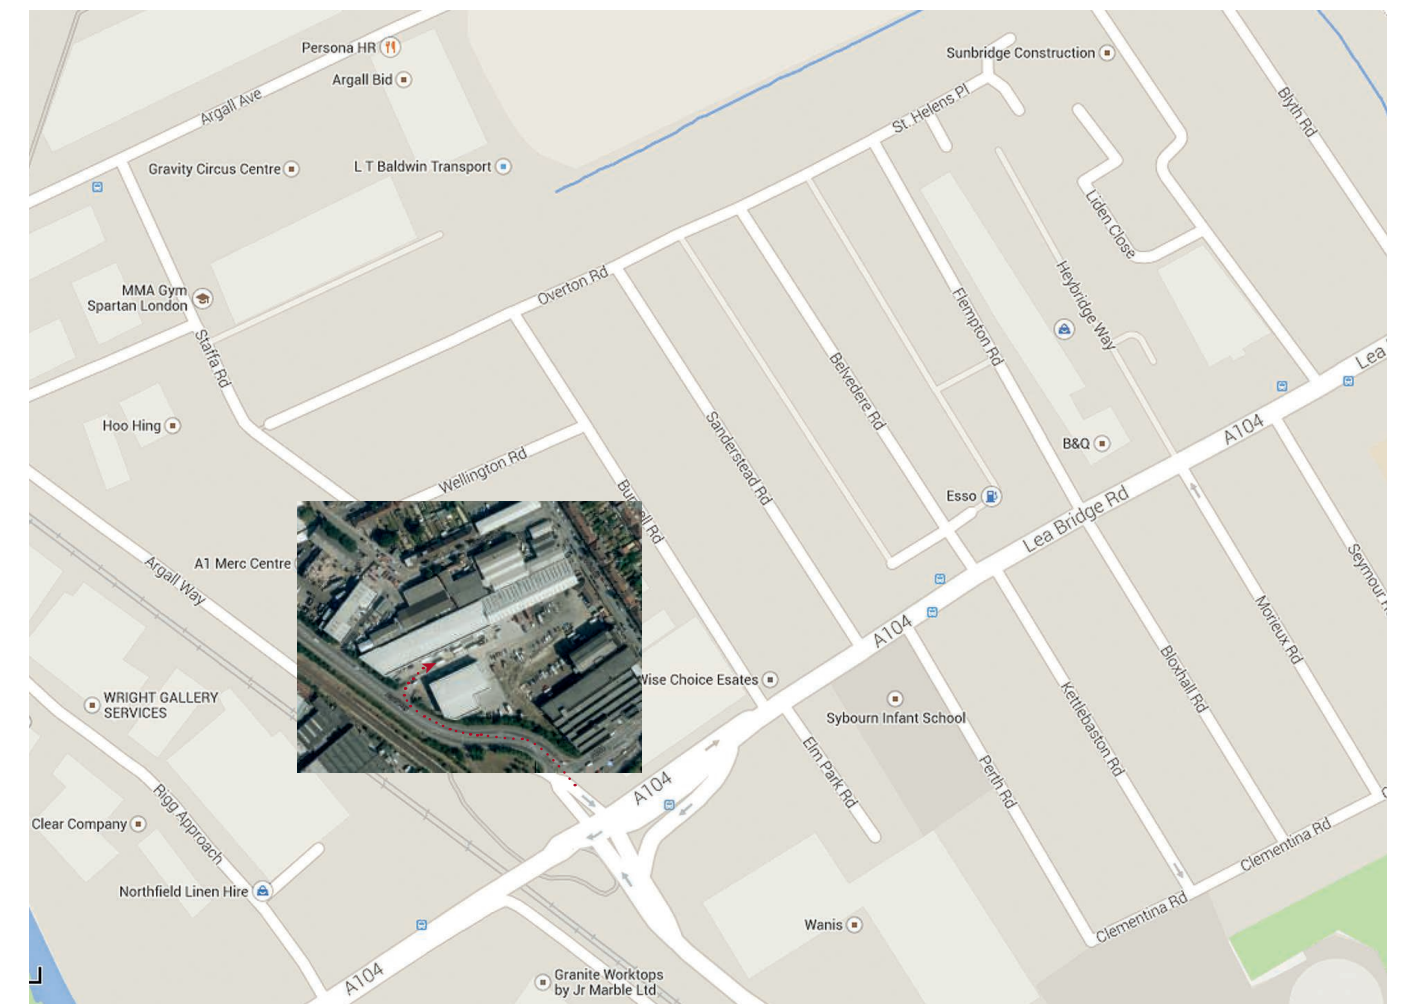 Persona HR
Sunbridge Construction
Argall Bid
Argall Ave
St. Helens Pl
Blyth Rd
Gravity Circus Centre
L T Baldwin Transport
Liden Close
MMA Gym
Spartan London
Overton Rd
Heybridge Way
Flempton Rd
Staffa Rd
Lea
Belvedere Rd
Hoo Hing
Sanderstead Rd
A104
B&Q
Wellington Rd
Esso
Lea Bridge Rd
A1 Merc Centre
Argall Way
Seymour
A104
Morieux Rd
Wise Choice Esates
Bloxhall Rd
WRIGHT GALLERY
SERVICES
Sybourn Infant School
Kettlebaston Rd
Elm Park Rd
Perth Rd
A104
Rigg Approach
Clear Company
Clementina Rd
Northfield Linen Hire
Wanis
Clementina Rd
A104
Granite Worktops
by Jr Marble Ltd